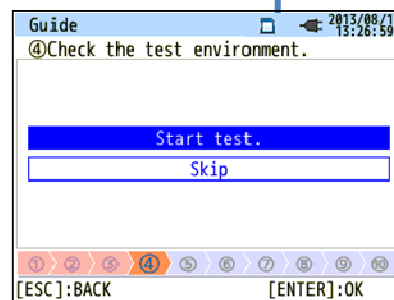 Guide
2013/08/1
13:26:59
④Check the test environment.
Start test.
Skip
① ② ③ ④ ⑤ ⑥ ⑦ ⑧ ⑨ ⑩
[ESC]:BACK [ENTER]:OK